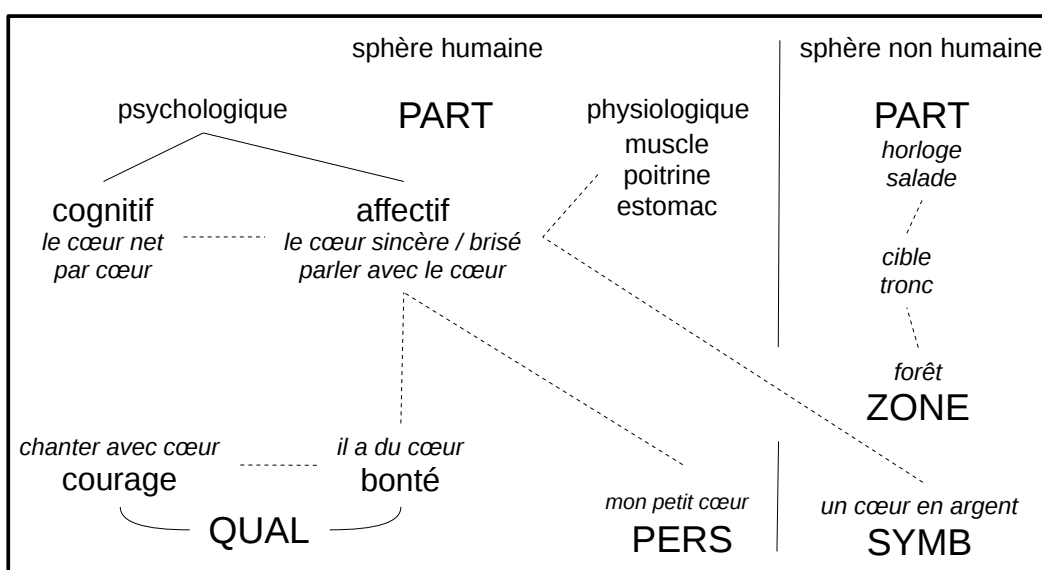 sphère humaine
sphère non humaine
psychologique
PART
physiologique
muscle
poitrine
estomac
PART
horloge
salade
cognitif
le cœur net
par cœur
affectif
le cœur sincère / brisé
parler avec le cœur
cible
tronc
forêt
ZONE
chanter avec cœur
courage
il a du cœur
bonté
QUAL
mon petit cœur
PERS
un cœur en argent
SYMB